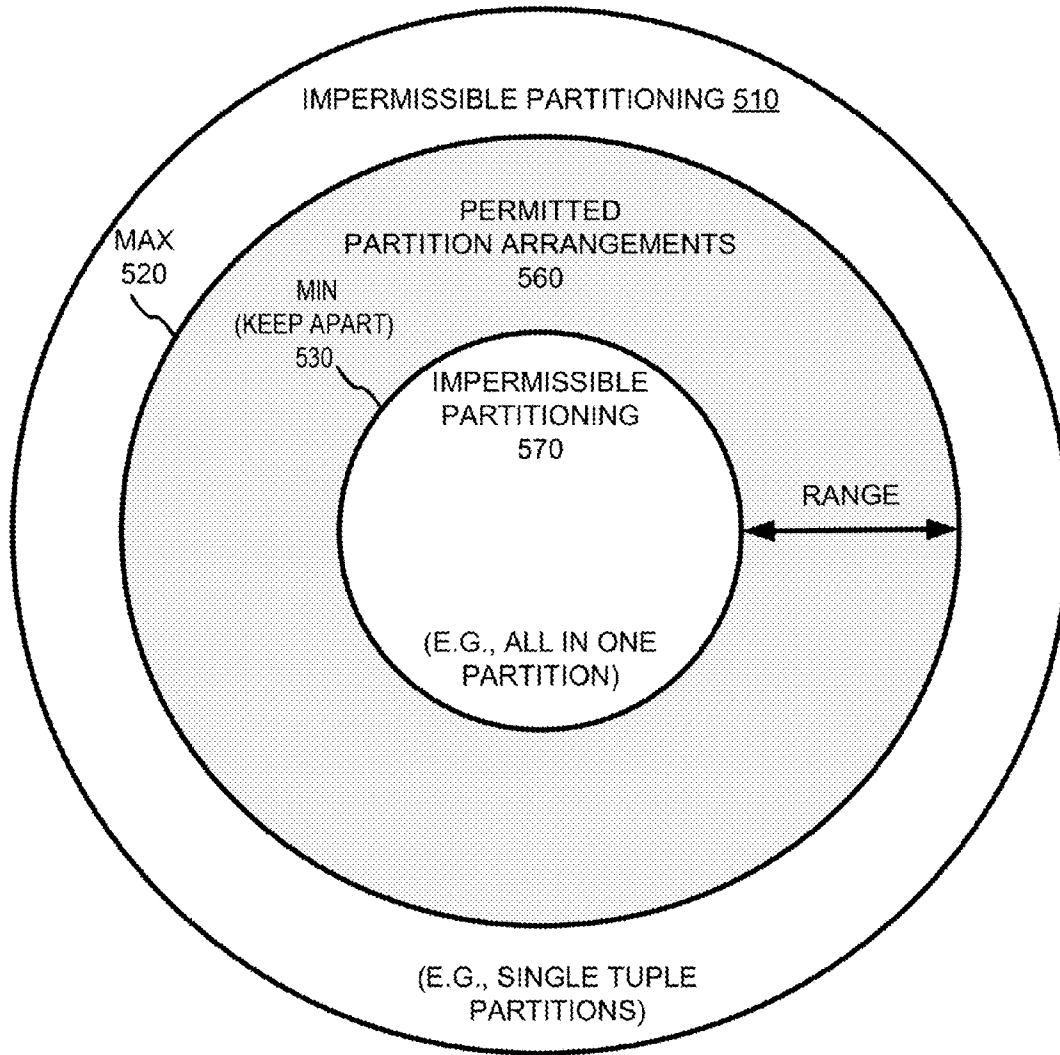 IMPERMISSIBLE PARTITIONING 510
PERMITTED
PARTITION ARRANGEMENTS
560
MAX
520
MIN
(KEEP APART)
530
IMPERMISSIBLE
PARTITIONING
570
RANGE
(E.G., ALL IN ONE
PARTITION)
(E.G., SINGLE TUPLE
PARTITIONS)